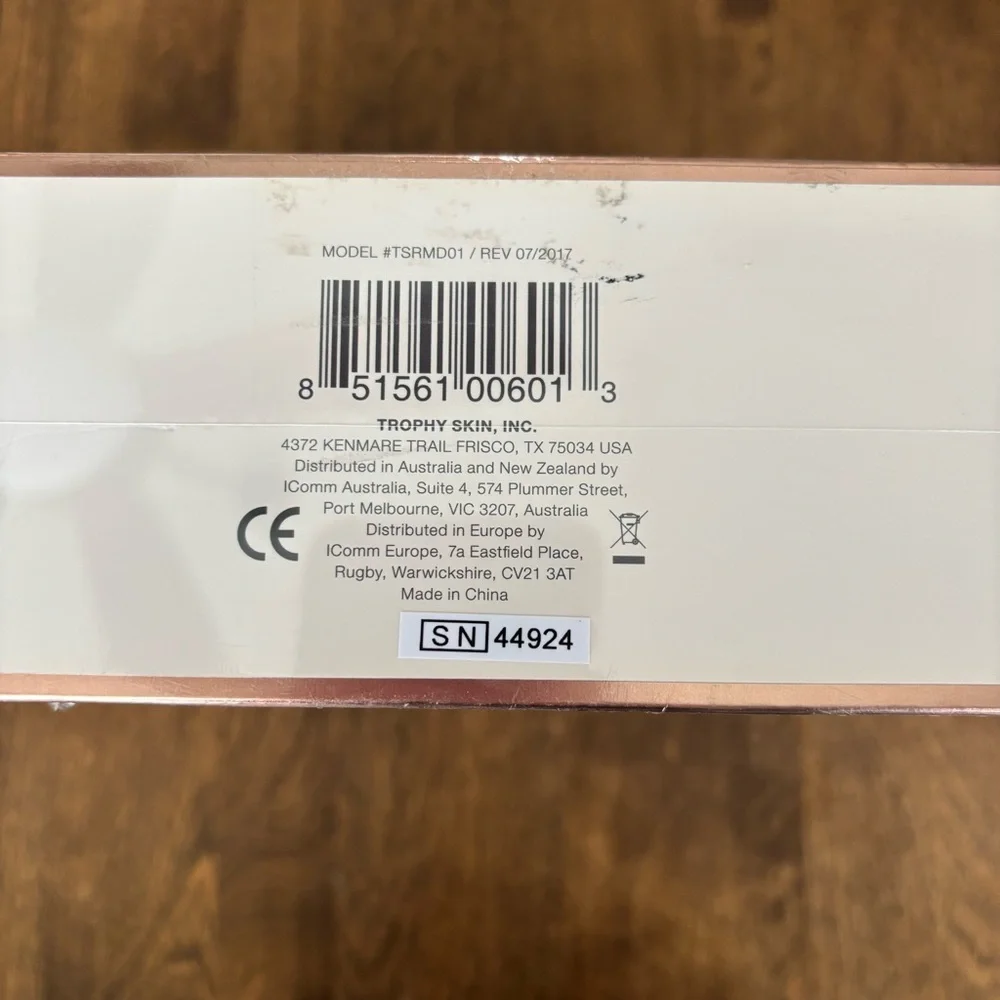 MODEL #TSRMD01 / REV 07/2017
8 51561 00601 3
TROPHY SKIN, INC.
4372 KENMARE TRAIL FRISCO, TX 75034 USA
Distributed in Australia and New Zealand by
IComm Australia, Suite 4, 574 Plummer Street,
Port Melbourne, VIC 3207, Australia
Distributed in Europe by
CE
IComm Europe, 7a Eastfield Place,
Rugby, Warwickshire, CV21 3AT
Made in China
SN 44924